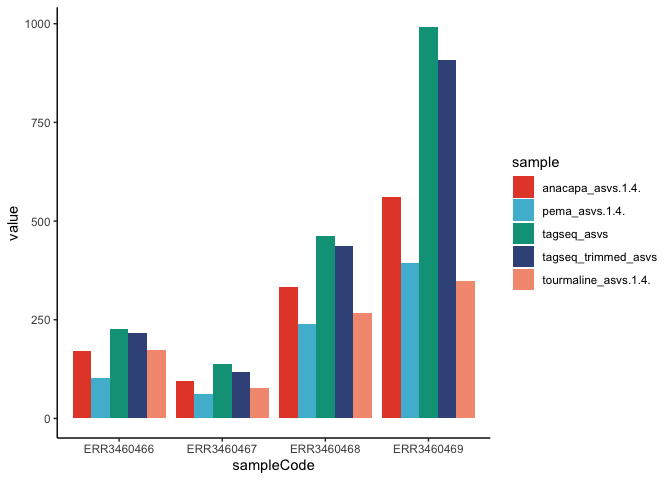 1000
750
500
250
0
value
ERR3460466 ERR3460467 ERR3460468 ERR3460469
sampleCode
sample
anacapa_asvs.1.4.
pema_asvs.1.4.
tagseq_asvs
tagseq_trimmed_asvs
tourmaline_asvs.1.4.